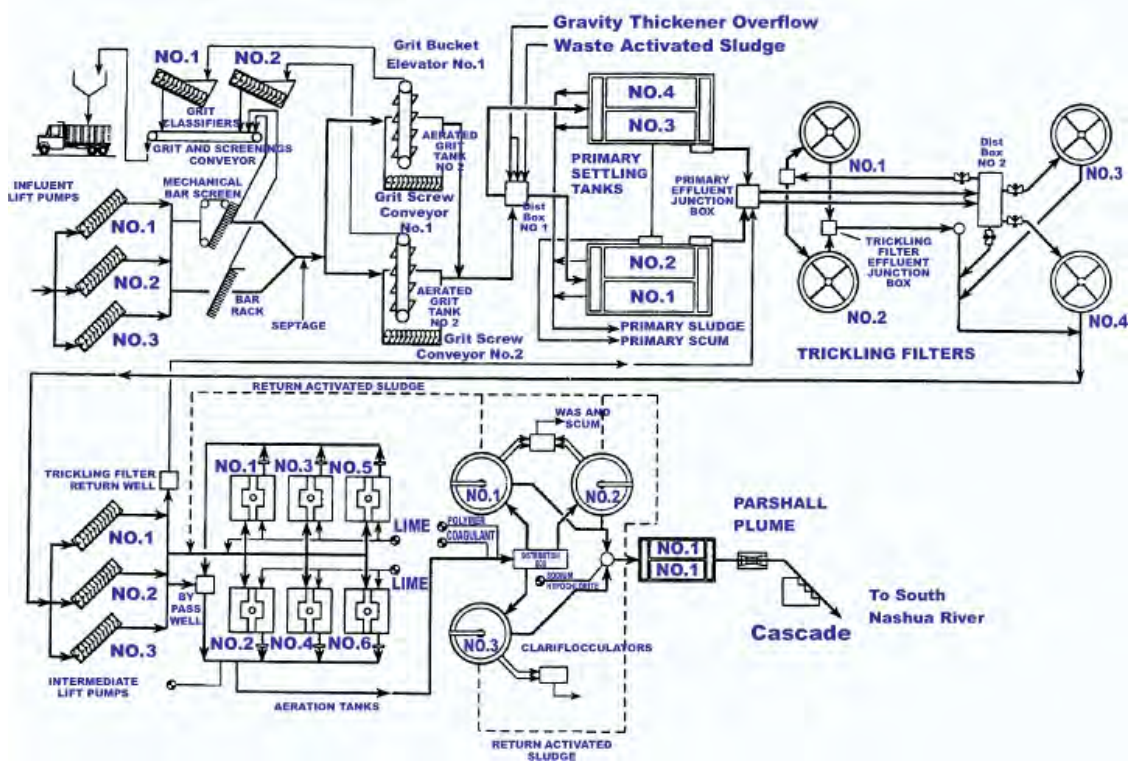 Gravity Thickener Overflow
Waste Activated Sludge
Grit Bucket
Elevator No.1
NO.1
NO.2
GRIT
CLASSIFIERS
GRIT AND SCREENINGS
CONVEYOR
AERATED
GRIT
TANK
NO 2
Grit Screw
Conveyor
No.1
MECHANICAL
BAR SCREEN
INFLUENT
LIFT PUMPS
NO.1
NO.2
NO.3
BAR
RACK
SEPTAGE
AERATED
GRIT
TANK
NO 2
Grit Screw
Conveyor No.2
Dist
Box
NO 1
NO.4
NO.3
PRIMARY
SETTLING
TANKS
NO.2
NO.1
PRIMARY SLUDGE
PRIMARY SCUM
PRIMARY
EFFLUENT
JUNCTION
BOX
NO.1
NO.2
TRICKLING
FILTER
EFFLUENT
JUNCTION
BOX
Dist
Box
NO 2
NO.3
NO.4
TRICKLING FILTERS
RETURN ACTIVATED SLUDGE
TRICKLING FILTER
RETURN WELL
NO.1
NO.2
NO.3
INTERMEDIATE
LIFT PUMPS
BY
PASS
WELL
NO.1
NO.3
NO.5
LIME
LIME
NO.2
NO.4
NO.6
AERATION TANKS
POLYMER
COAGULANT
WAS AND
SCUM
NO.1
NO.2
DISTRIBUTION
BOX
SODIUM
HYPOCHLORITE
NO.3
CLARIFLOCCULATORS
RETURN ACTIVATED
SLUDGE
NO.1
NO.1
PARSHALL
PLUME
Cascade
To South
Nashua River